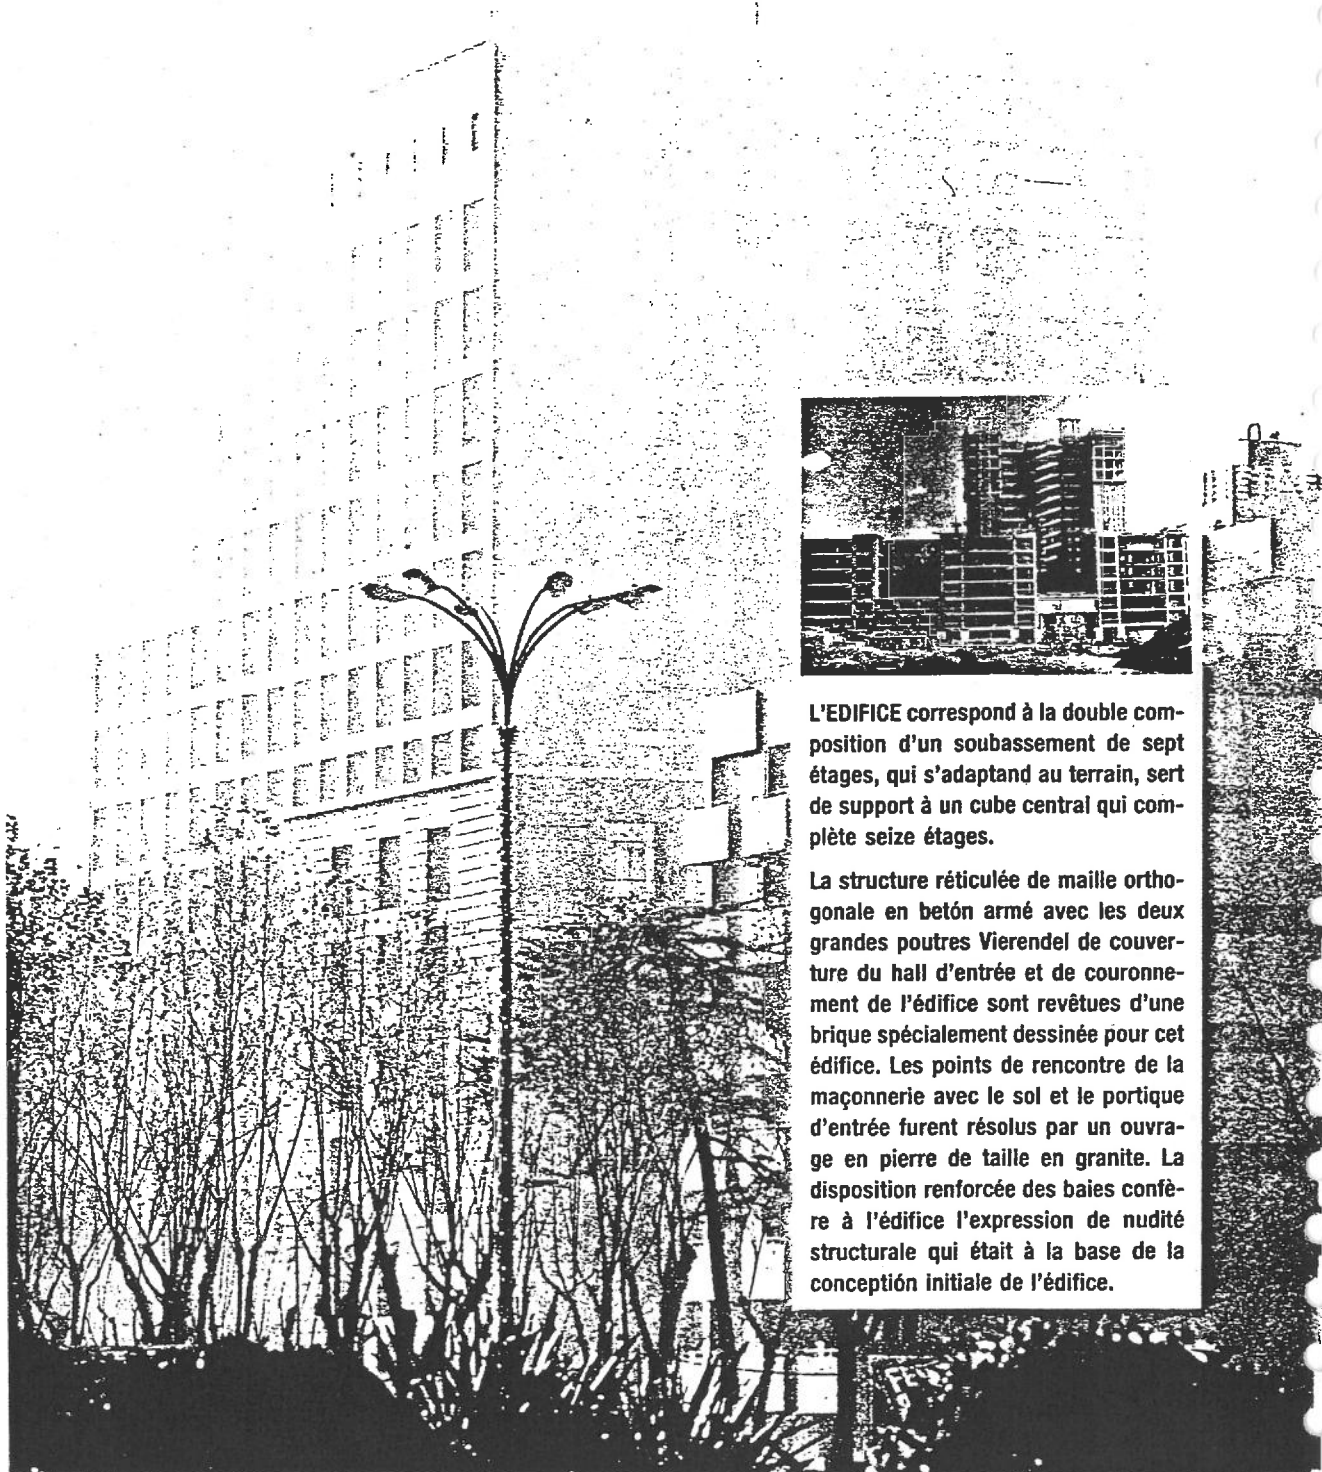 L'EDIFICE correspond à la double com-
position d'un soubassement de sept
étages, qui s'adaptand au terrain, sert
de support à un cube central qui com-
plète seize étages.
La structure réticulée de maille ortho-
gonale en betón armé avec les deux
grandes poutres Vierendel de couver-
ture du hall d'entrée et de couronne-
ment de l'édifice sont revêtues d'une
brique spécialement dessinée pour cet
édifice. Les points de rencontre de la
maçonnerie avec le sol et le portique
d'entrée furent résolus par un ouvra-
ge en pierre de taille en granite. La
disposition renforcée des baies confè-
re à l'édifice l'expression de nudité
structurale qui était à la base de la
conceptión initiale de l'édifice.